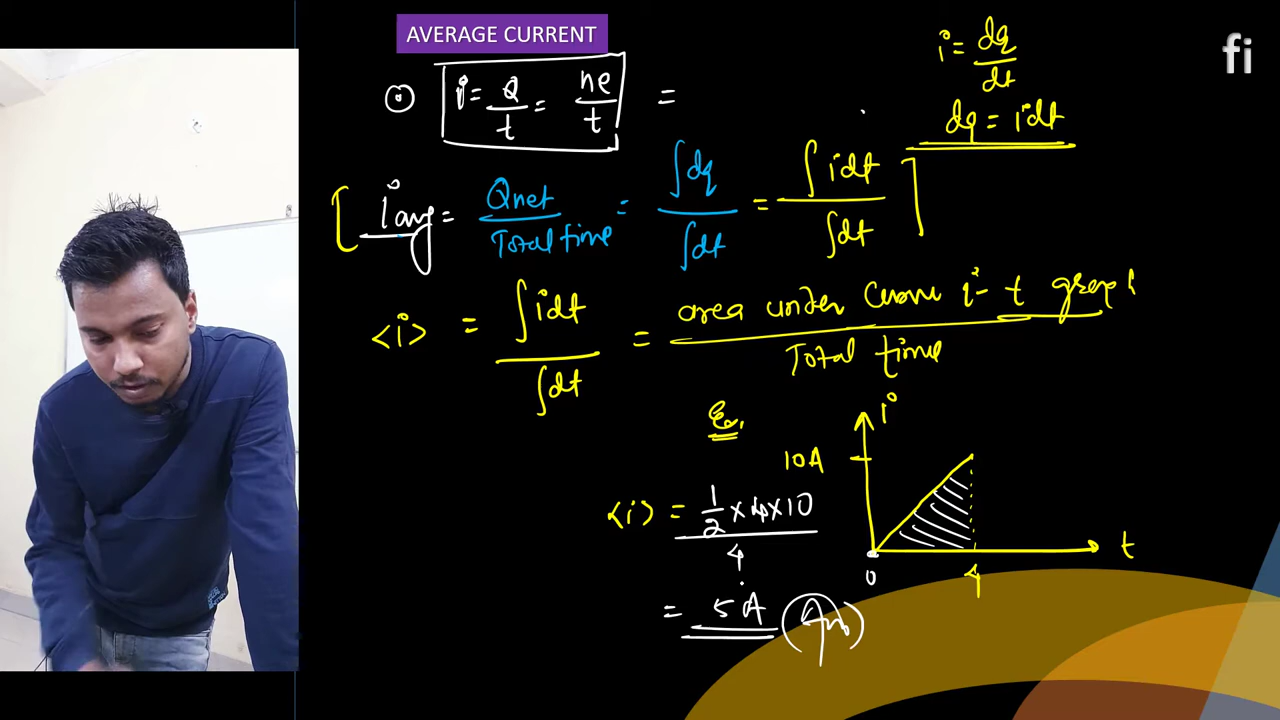 AVERAGE CURRENT
fi
i = dq/dt
dq = idt
i = Q/t = ne/t =
[ iavg = Qnet/Total time = ∫dq/∫dt = ∫idt/∫dt ]
<i> = ∫idt/∫dt = area under curve i-t graph/Total time
Ex.
i
10A
<i> = 1/2 × 4 × 10/4
t
0
4
= 5A (Ans)